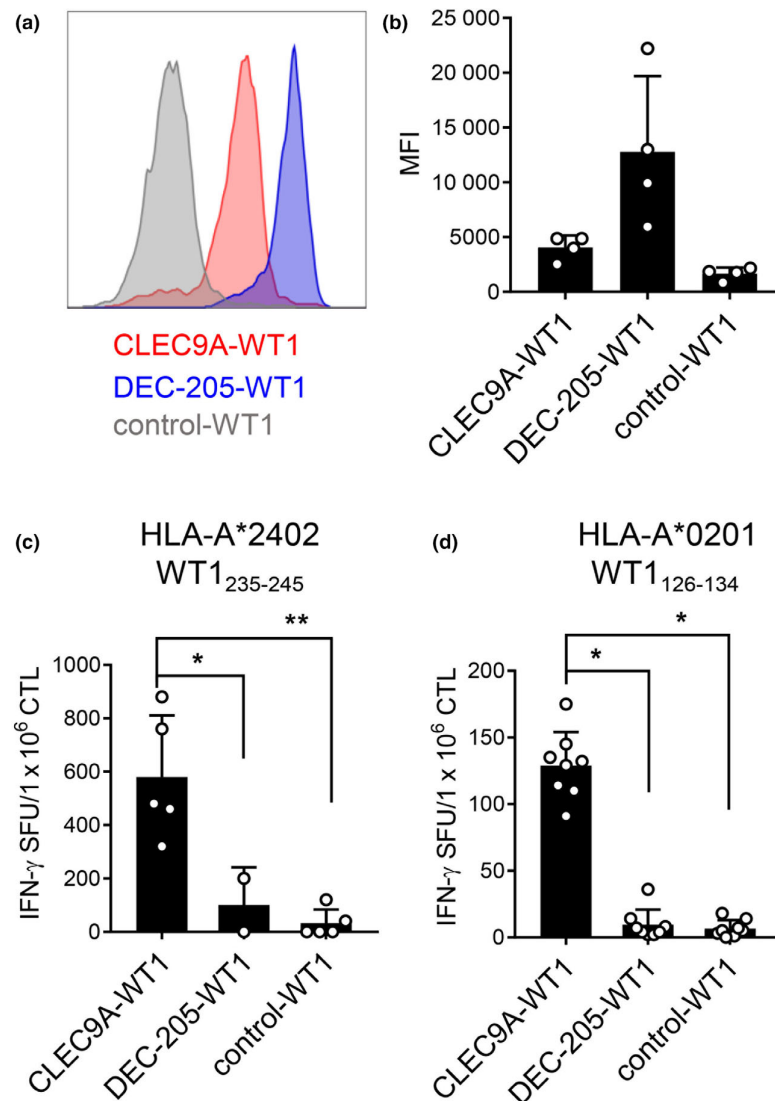 (a)
CLEC9A-WT1
DEC-205-WT1
control-WT1
(b)
MFI
25 000
20 000
15 000
10 000
5000
0
CLEC9A-WT1
DEC-205-WT1
control-WT1
(c)
HLA-A*2402
WT1235-245
**
*
IFN-γ SFU/1 x 10⁶ CTL
1000
800
600
400
200
0
CLEC9A-WT1
DEC-205-WT1
control-WT1
(d)
HLA-A*0201
WT1126-134
*
*
IFN-γ SFU/1 x 10⁶ CTL
200
150
100
50
0
CLEC9A-WT1
DEC-205-WT1
control-WT1